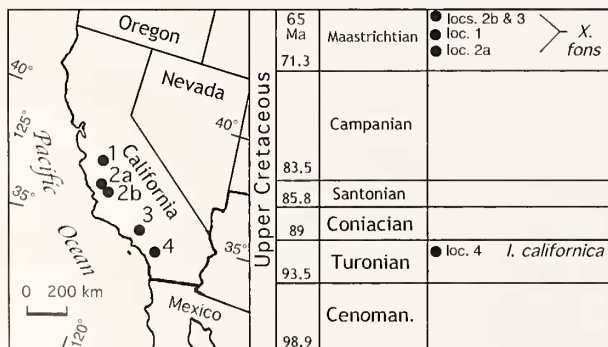 Oregon
Nevada
California
Pacific
Ocean
Mexico
40°
125°
35°
120°
40°
35°
1
2a
2b
3
4
0 200 km
Upper Cretaceous
65
Ma
71.3
83.5
85.8
89
93.5
98.9
Maastrichtian
Campanian
Santonian
Coniacian
Turonian
Cenoman.
locs. 2b & 3
loc. 1
loc. 2a
X.
fons
loc. 4 I. californica